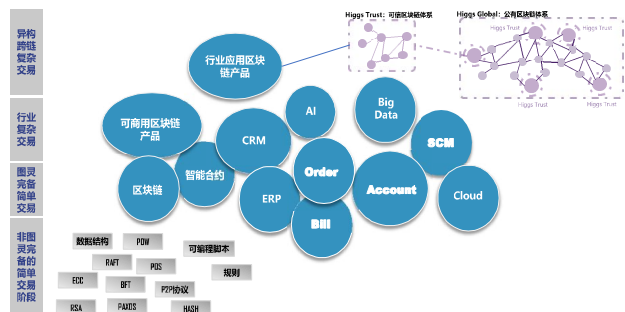 Higgs Trust：可信区块链体系
Higgs Global：公有区块链体系
Higgs Trust
Higgs Trust
Higgs Trust
Higgs Trust
异构
跨链
复杂
交易
行业应用区块
链产品
行业
复杂
交易
可商用区块链
产品
CRM
AI
Big
Data
SCM
图灵
完备
简单
交易
区块链
智能合约
ERP
Order
Bill
Account
Cloud
非图
灵完
备的
简单
交易
阶段
数据结构
POW
可编程脚本
RAFT
POS
规则
ECC
BFT
P2P协议
RSA
PAXOS
HASH